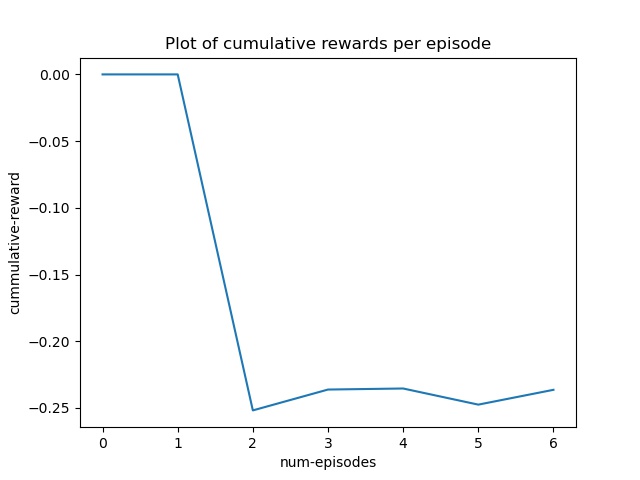 Plot of cumulative rewards per episode
0.00
−0.05
−0.10
−0.15
−0.20
−0.25
cummulative-reward
0 1 2 3 4 5 6
num-episodes